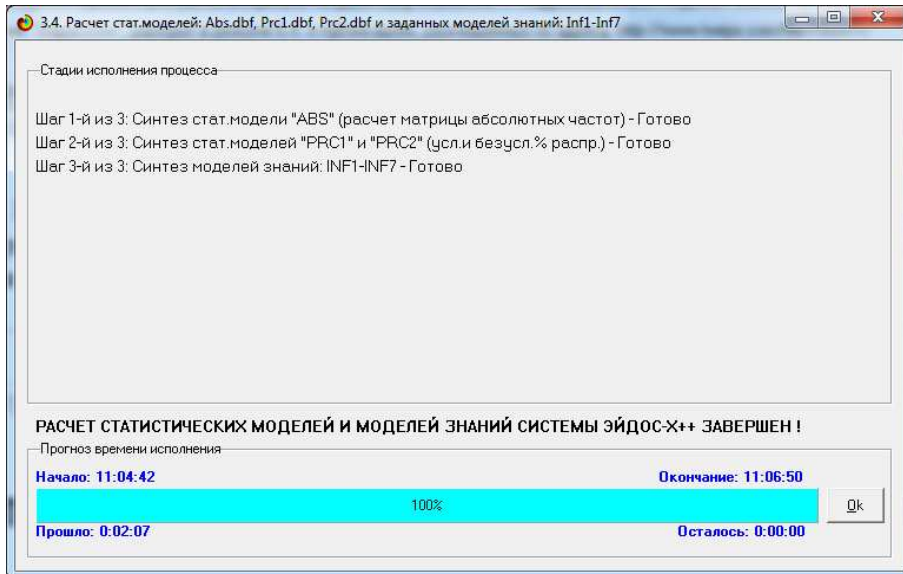 3.4. Расчет стат.моделей: Abs.dbf, Prc1.dbf, Prc2.dbf и заданных моделей знаний: Inf1-Inf7
Стадии исполнения процесса
Шаг 1-й из 3: Синтез стат.модели "ABS" (расчет матрицы абсолютных частот) - Готово
Шаг 2-й из 3: Синтез стат.моделей "PRC1" и "PRC2" (усл.и безусл.% распр.) - Готово
Шаг 3-й из 3: Синтез моделей знаний: INF1-INF7 - Готово
РАСЧЕТ СТАТИСТИЧЕСКИХ МОДЕЛЕЙ И МОДЕЛЕЙ ЗНАНИЙ СИСТЕМЫ ЭЙДОС-X++ ЗАВЕРШЕН !
Прогноз времени исполнения
Начало: 11:04:42 Окончание: 11:06:50
100% Ok
Прошло: 0:02:07 Осталось: 0:00:00